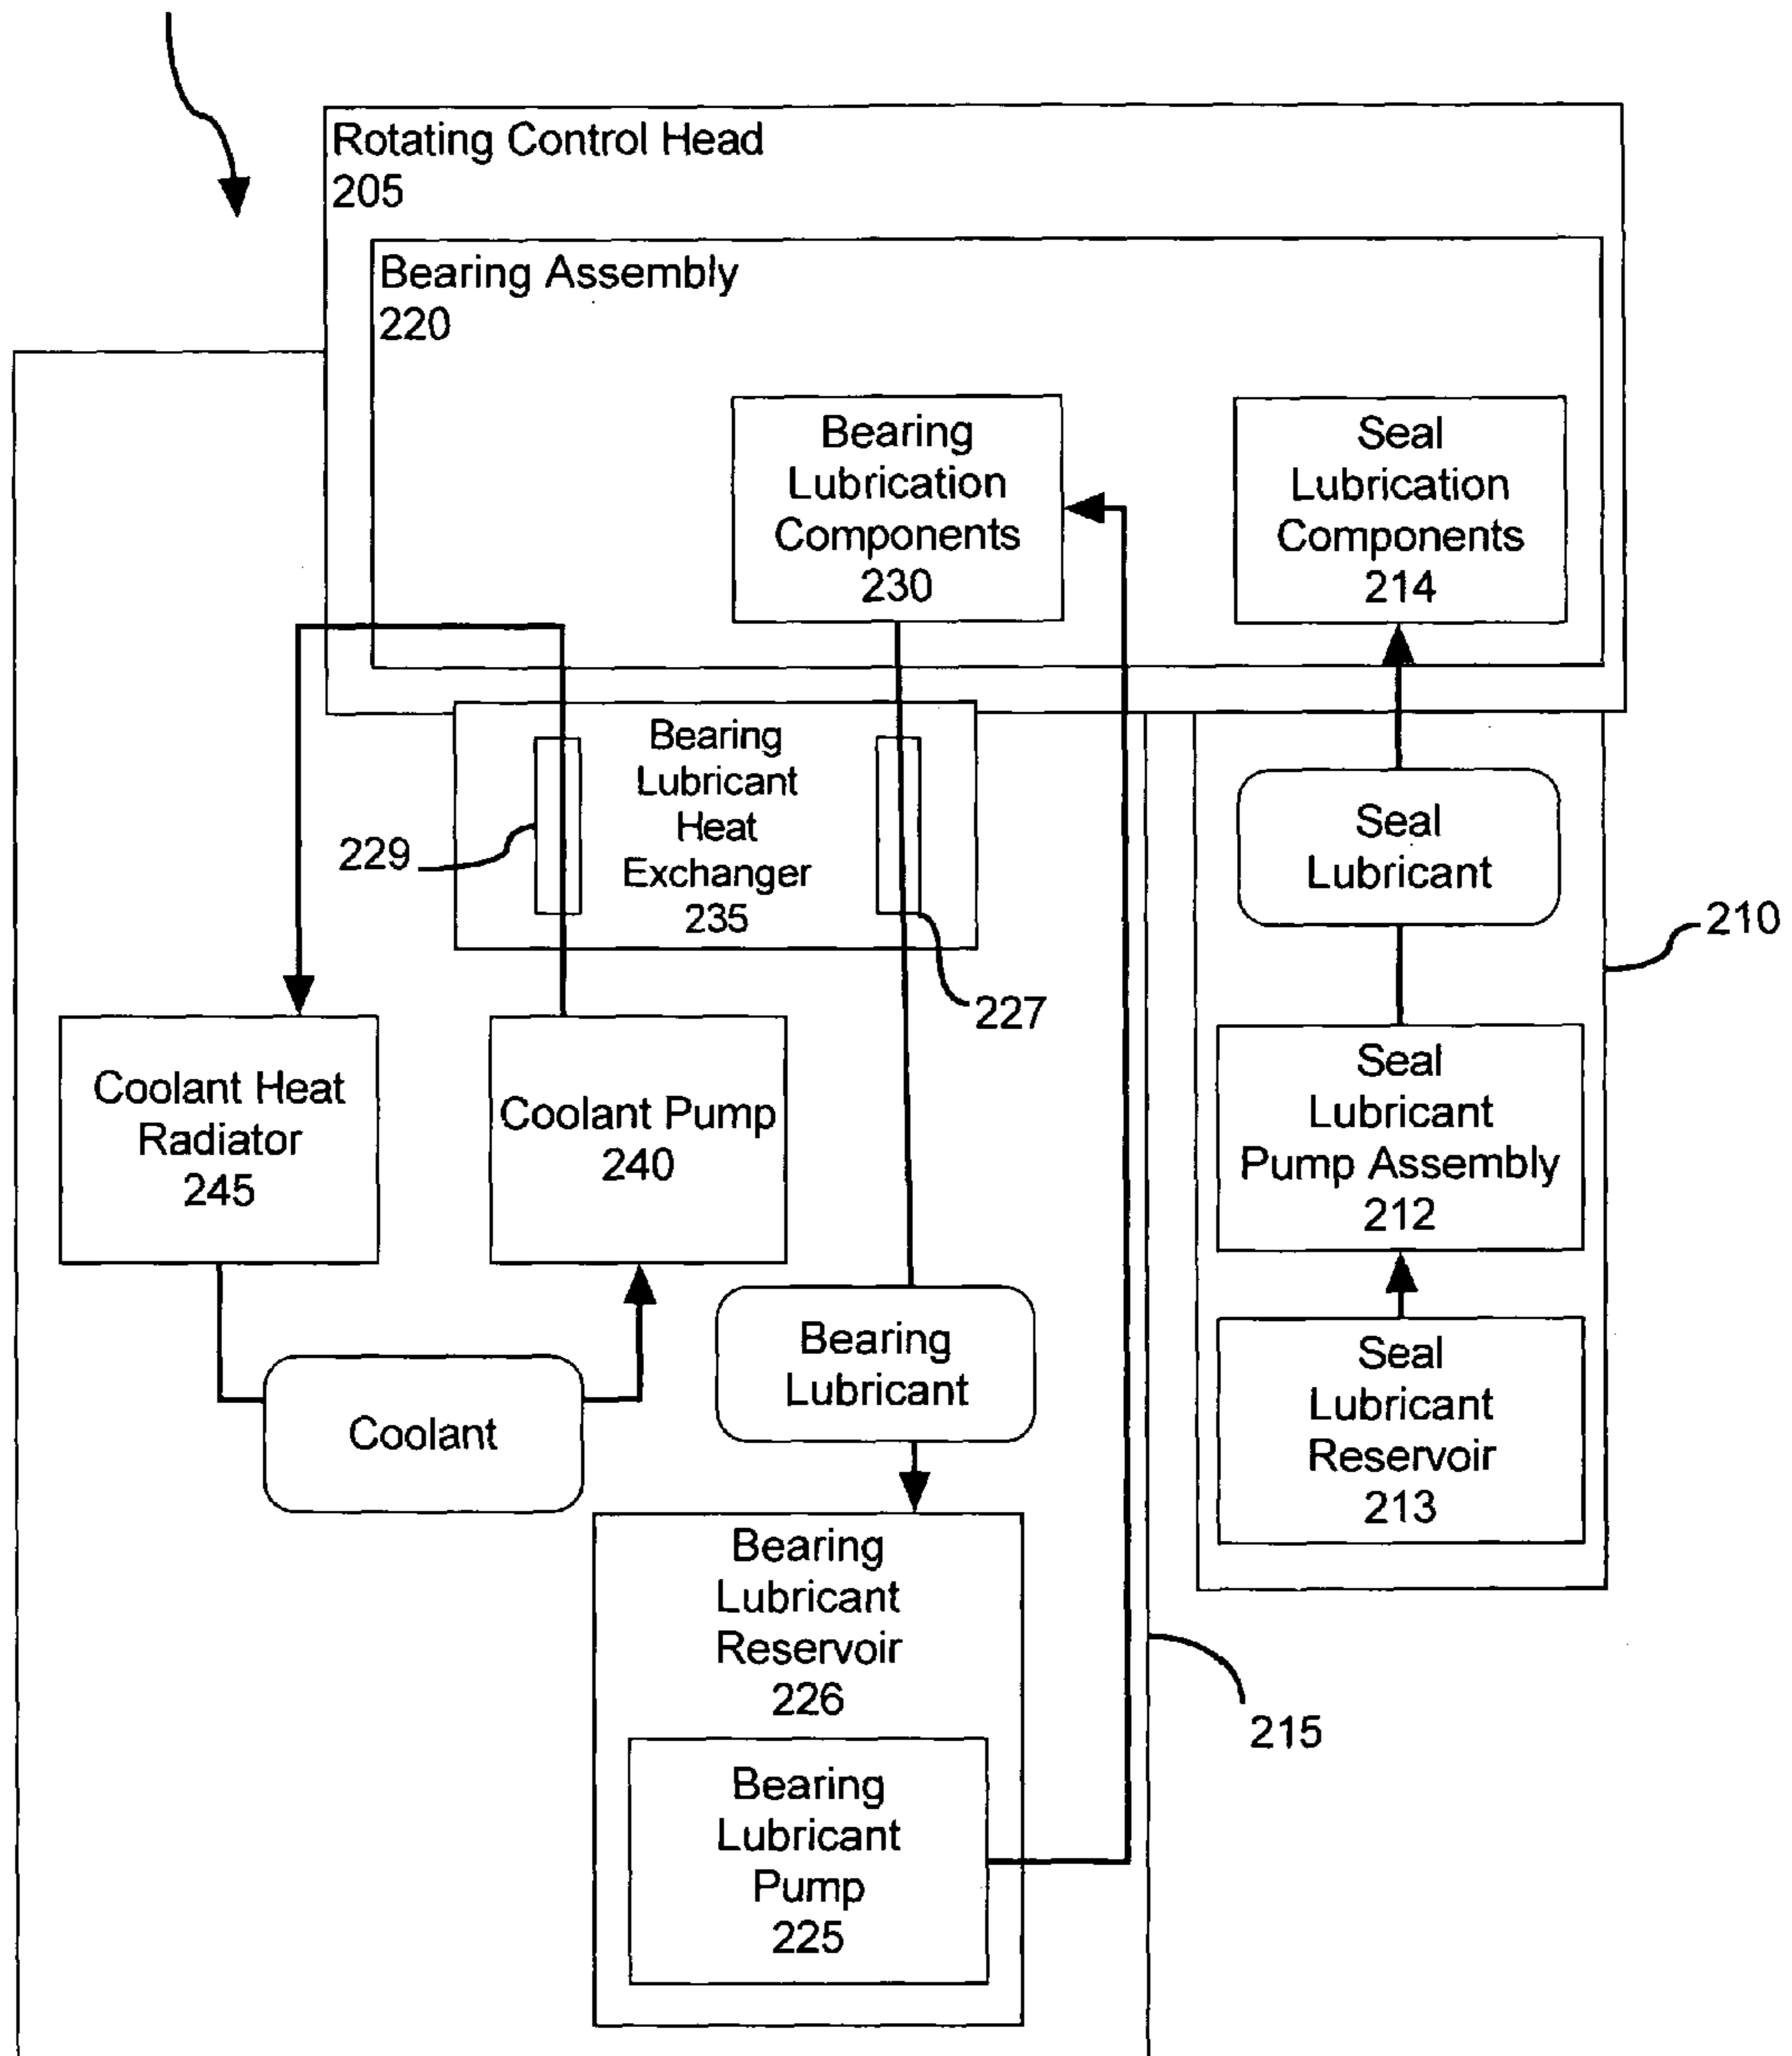 Rotating Control Head
205
Bearing Assembly
220
Bearing
Lubrication
Components
230
Seal
Lubrication
Components
214
Bearing
Lubricant
Heat
Exchanger
235
229
227
Seal
Lubricant
210
Coolant Heat
Radiator
245
Coolant Pump
240
Seal
Lubricant
Pump Assembly
212
Bearing
Lubricant
Coolant
Seal
Lubricant
Reservoir
213
Bearing
Lubricant
Reservoir
226
215
Bearing
Lubricant
Pump
225